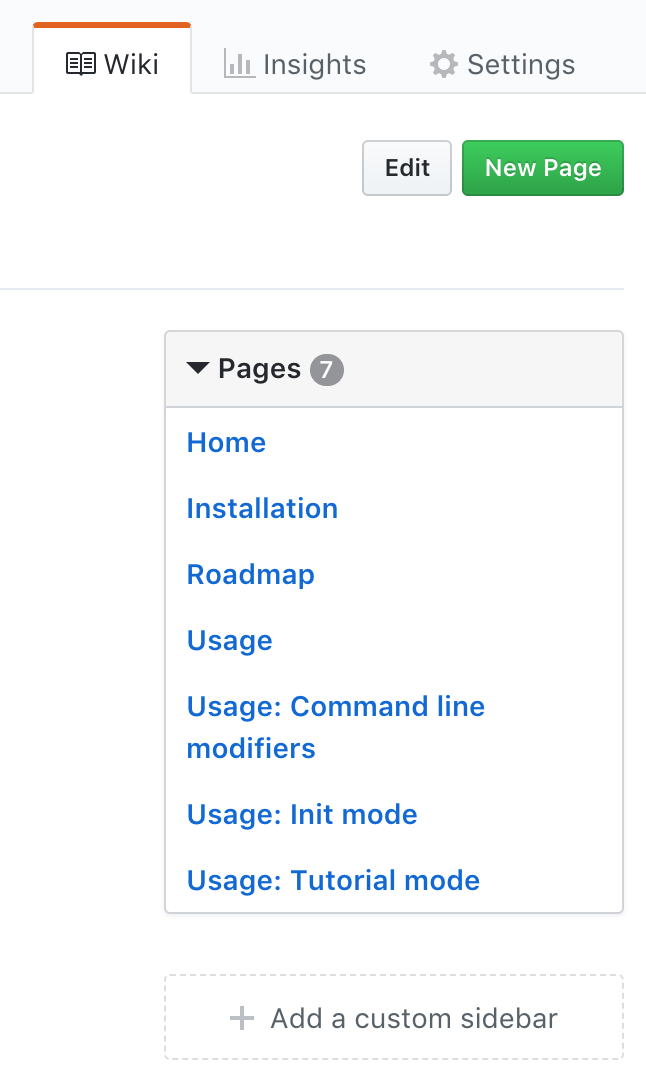 Wiki Insights Settings
Edit New Page
Pages 7
Home
Installation
Roadmap
Usage
Usage: Command line
modifiers
Usage: Init mode
Usage: Tutorial mode
+ Add a custom sidebar